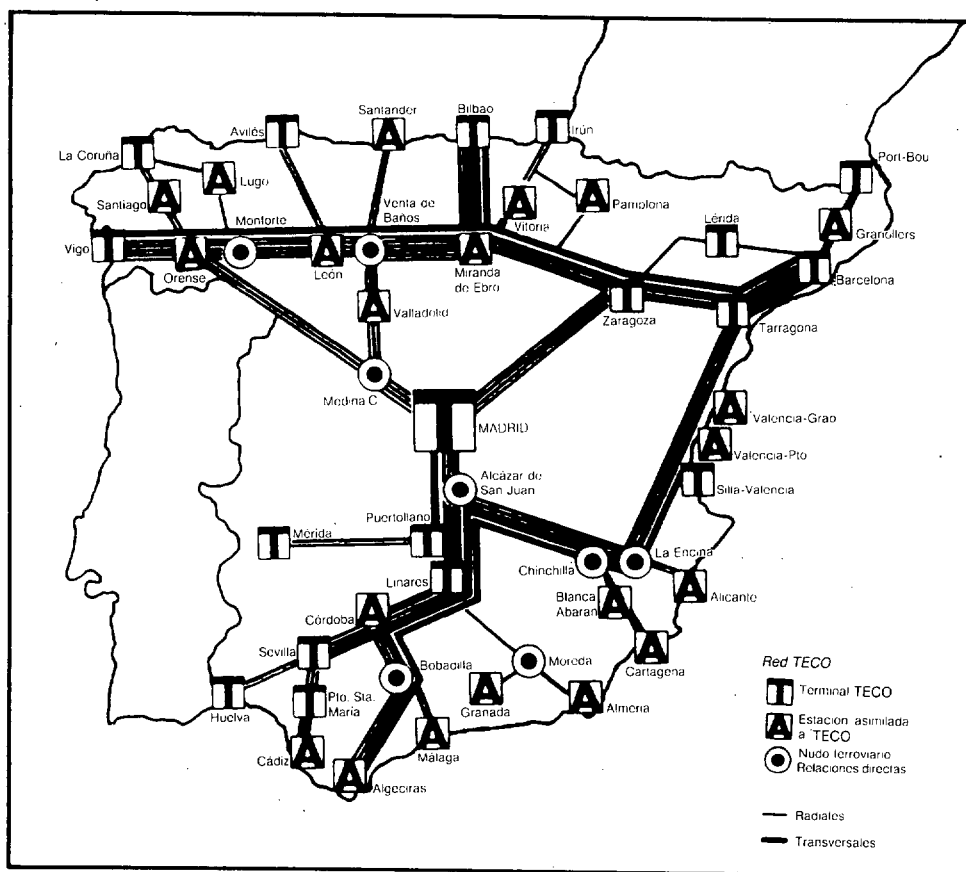 Santander
Bilbao
Avilés
Irún
La Coruña
Port-Bou
Lugo
Santiago
Venta de
Baños
Vitoria
Pamplona
Lérida
Monforte
Granollers
Vigo
Orense
León
Miranda
de Ebro
Barcelona
Zaragoza
Tarragona
Valladolid
Medina C
MADRID
Valencia-Grao
Valencia-Pto
Alcázar de
San Juan
Silla-Valencia
Puertollano
Mérida
La Encina
Chinchilla
Linares
Blanca
Abaran
Alicante
Córdoba
Sevilla
Bobadilla
Moreda
Cartagena
Huelva
Pto. Sta.
María
Granada
Almería
Cádiz
Málaga
Algeciras
Red TECO
T Terminal TECO
A Estación asimilada
a TECO
Nudo ferroviario
Relaciones directas
Radiales
Transversales